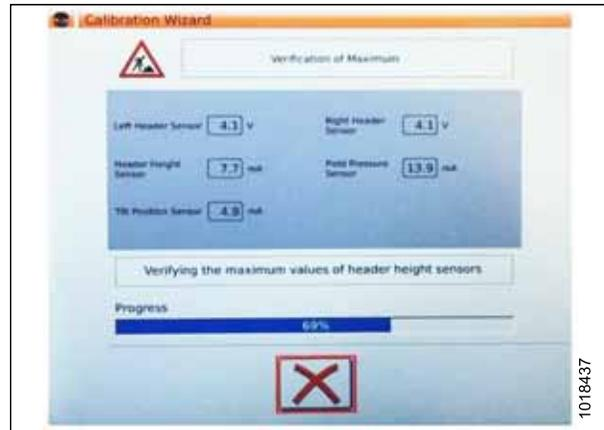 Calibration Wizard
Verification of Maximum
Left Header Sensor 4.1 V
Right Header Sensor 4.1 V
Header Height Sensor 7.7 mA
Field Pressure Sensor 13.9 mA
Tilt Position Sensor 4.9 mA
Verifying the maximum values of header height sensors
Progress
69%
1018437